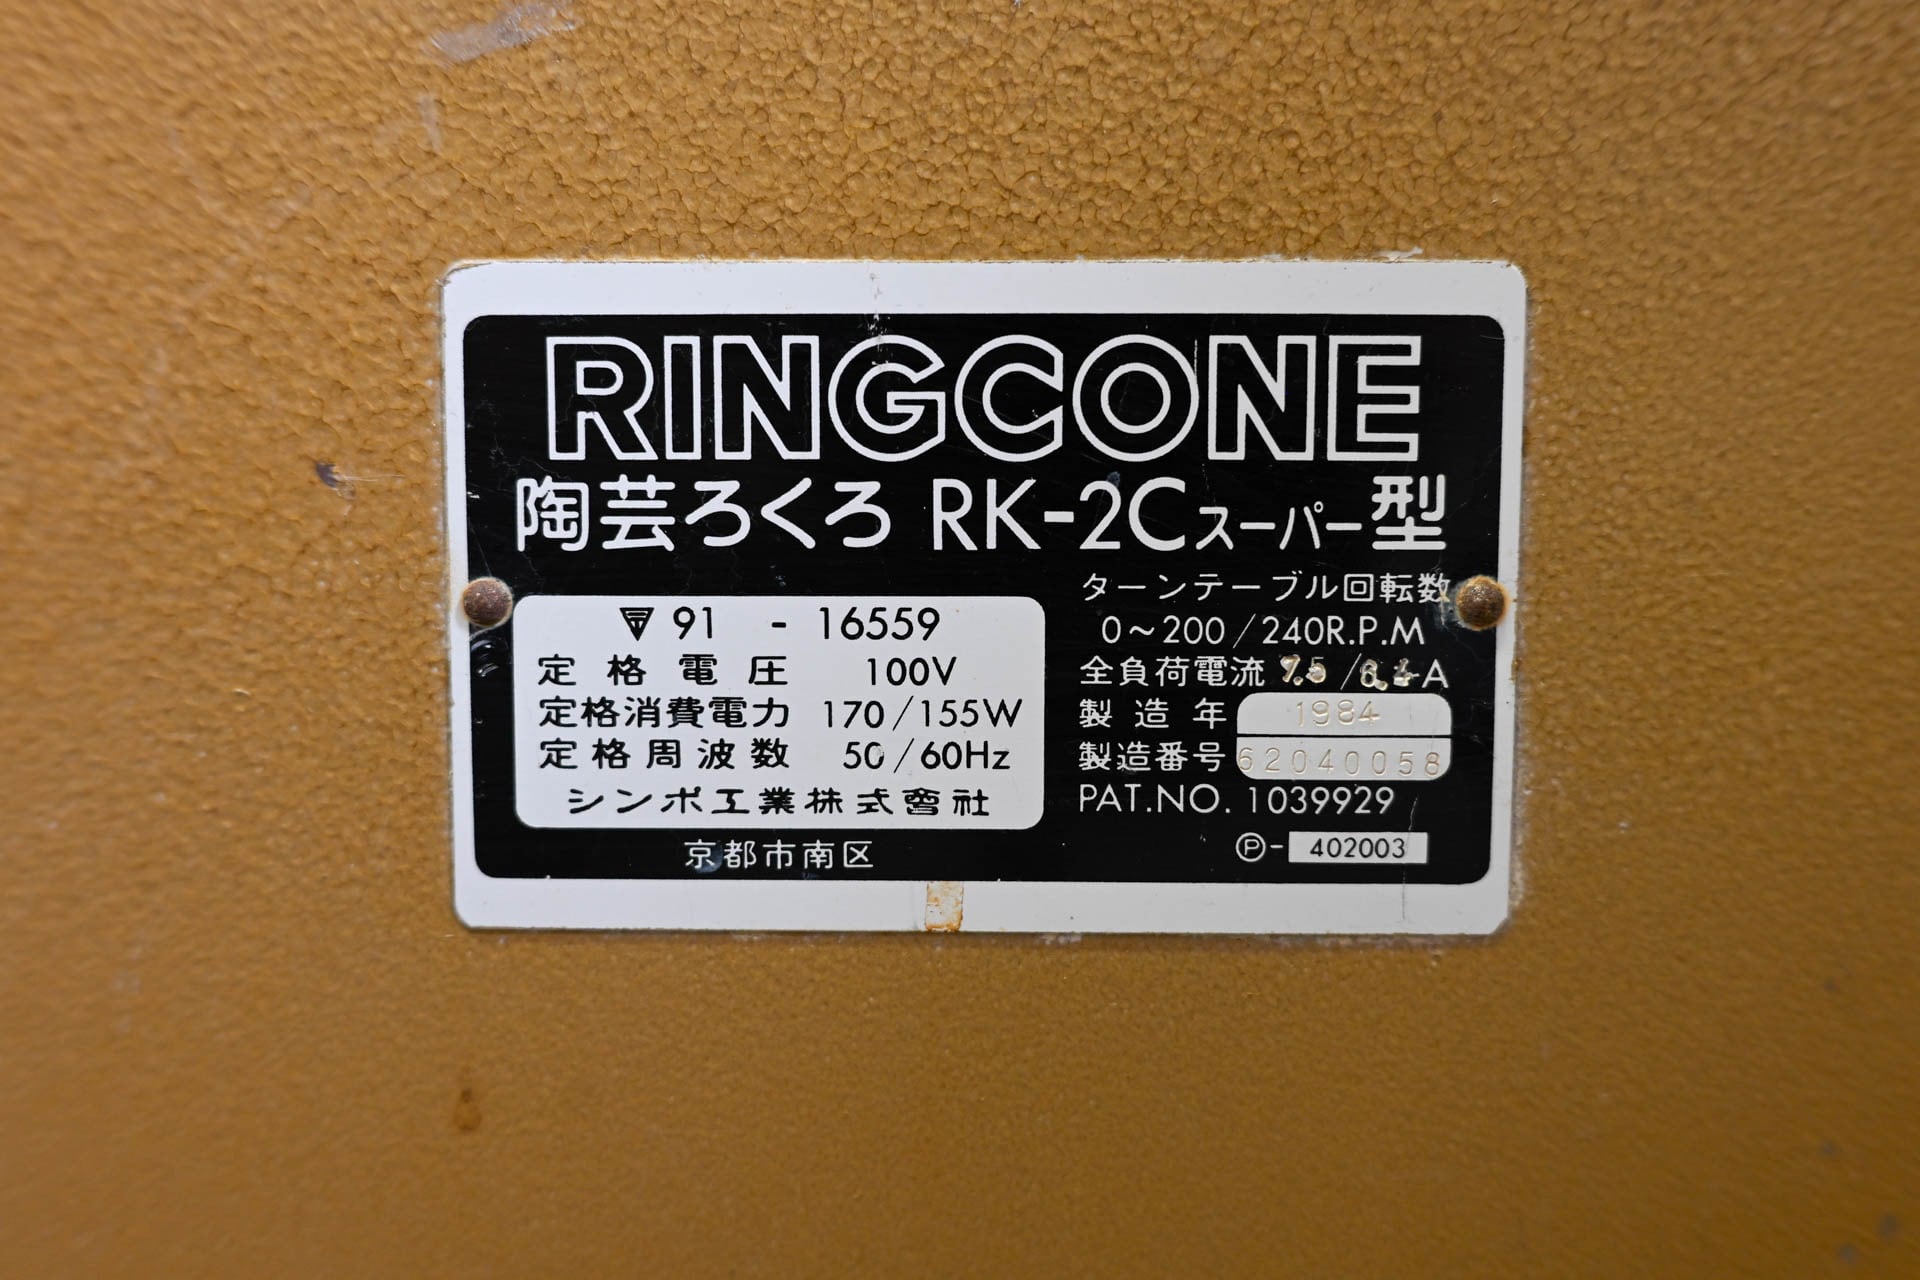 RINGCONE
陶芸ろくろ RK-2Cスーパー型
91 - 16559
定格電圧 100V
定格消費電力 170/155W
定格周波数 50/60Hz
シンポ工業株式會社
京都市南区
ターンテーブル回転数
0~200/240R.P.M
全負荷電流 7.5/6.4A
製造年 1984
製造番号 62040058
PAT.NO. 1039929
Ⓟ-402003